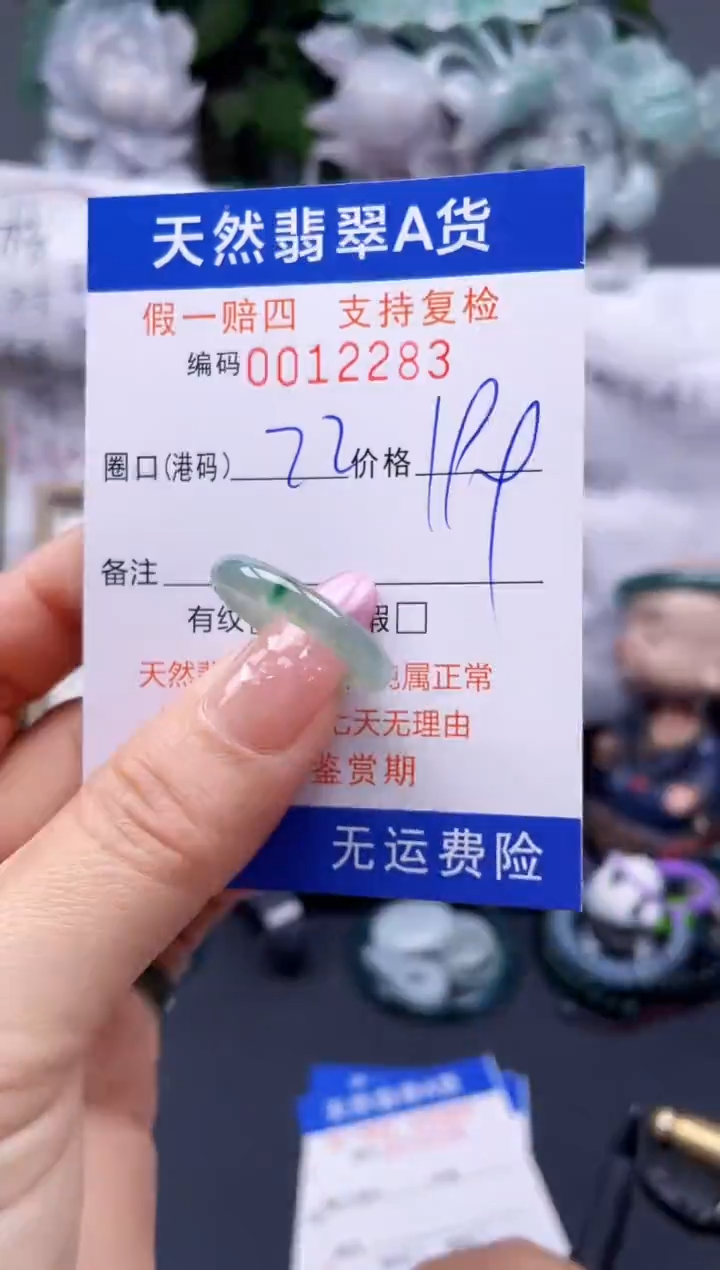 天然翡翠A货
假一赔四 支持复检
编码0012283
圈口(港码) 22 价格
备注
有纹 假□
天然翡 纯属正常
七天无理由
鉴赏期
无运费险